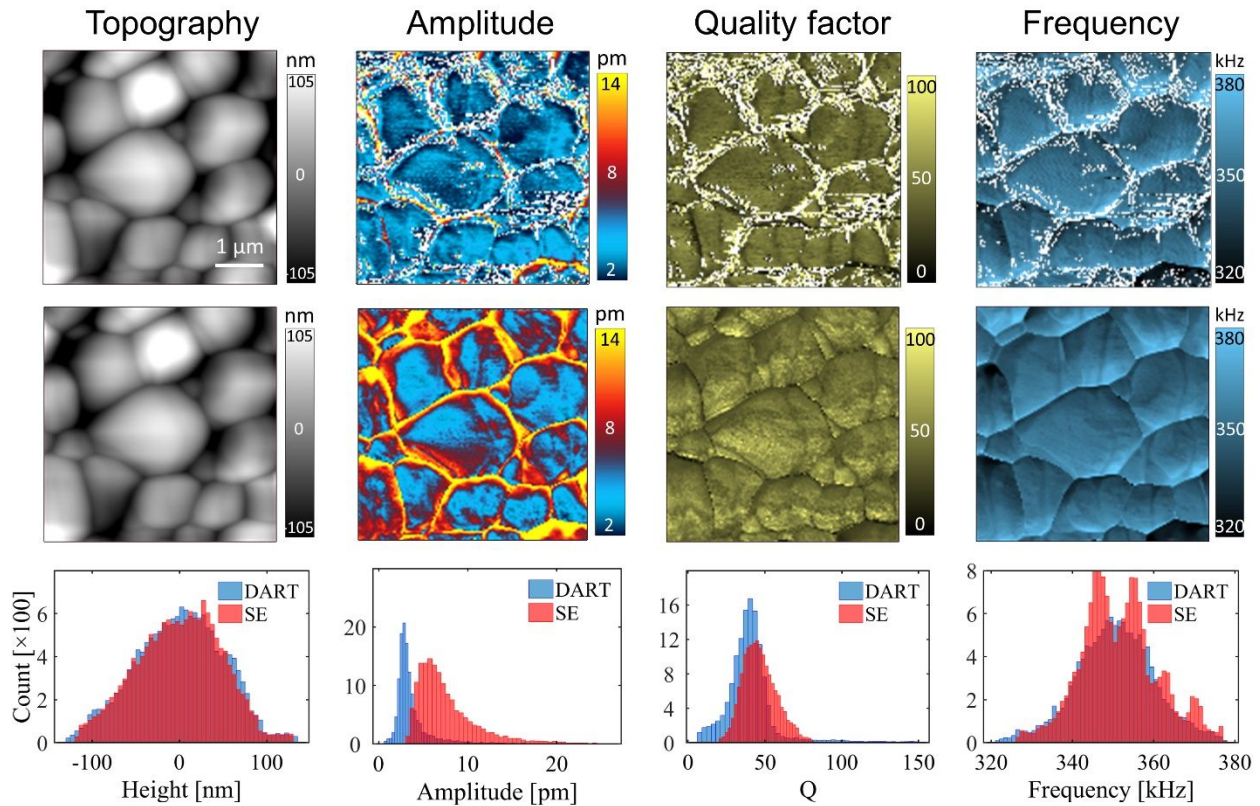 Topography Amplitude Quality factor Frequency
nm pm kHz
105 14 100 380
0 8 50 350
1 µm
-105 2 0 320
nm pm kHz
105 14 100 380
0 8 50 350
-105 2 0 320
Count [×100]
DART DART DART DART
SE SE SE SE
6 20 16 8
4 10 12 6
2 0 8 4
0 4 2
0 0
-100 0 100 0 10 20 0 50 100 150 320 340 360 380
Height [nm] Amplitude [pm] Q Frequency [kHz]